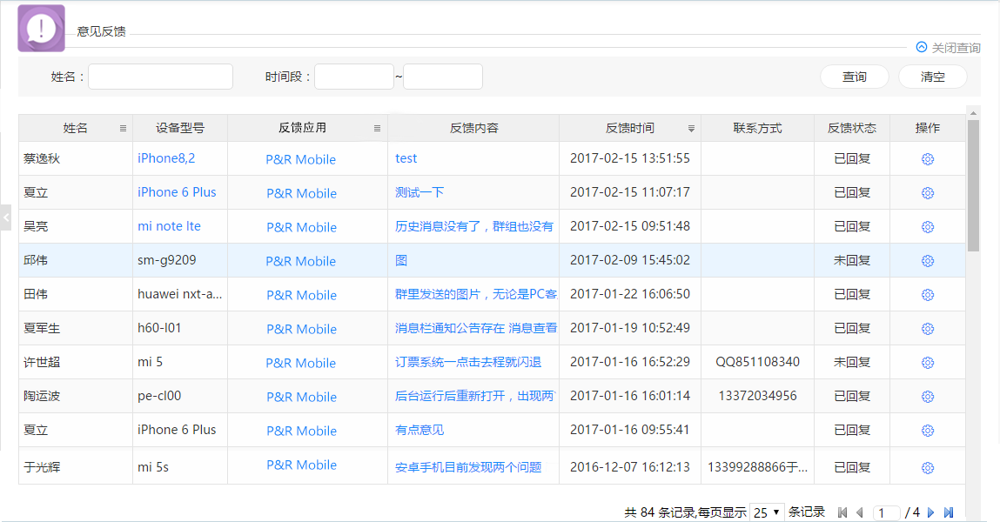 意见反馈
关闭查询
姓名： 时间段： ~ 查询 清空
姓名 设备型号 反馈应用 反馈内容 反馈时间 联系方式 反馈状态 操作
蔡逸秋 iPhone8,2 P&R Mobile test 2017-02-15 13:51:55 已回复
夏立 iPhone 6 Plus P&R Mobile 测试一下 2017-02-15 11:07:17 已回复
吴亮 mi note lte P&R Mobile 历史消息没有了，群组也没有 2017-02-15 09:51:48 已回复
邱伟 sm-g9209 P&R Mobile 图 2017-02-09 15:45:02 未回复
田伟 huawei nxt-a... P&R Mobile 群里发送的图片，无论是PC客 2017-01-22 16:06:50 已回复
夏军生 h60-l01 P&R Mobile 消息栏通知公告存在 消息查看 2017-01-19 10:52:49 已回复
许世超 mi 5 P&R Mobile 订票系统一点击去程就闪退 2017-01-16 16:52:29 QQ851108340 未回复
陶运波 pe-cl00 P&R Mobile 后台运行后重新打开，出现两 2017-01-16 16:01:14 13372034956 已回复
夏立 iPhone 6 Plus P&R Mobile 有点意见 2017-01-16 09:55:41 已回复
于光辉 mi 5s P&R Mobile 安卓手机目前发现两个问题 2016-12-07 16:12:13 13399288866于... 已回复
共 84 条记录,每页显示 25 条记录 1 / 4